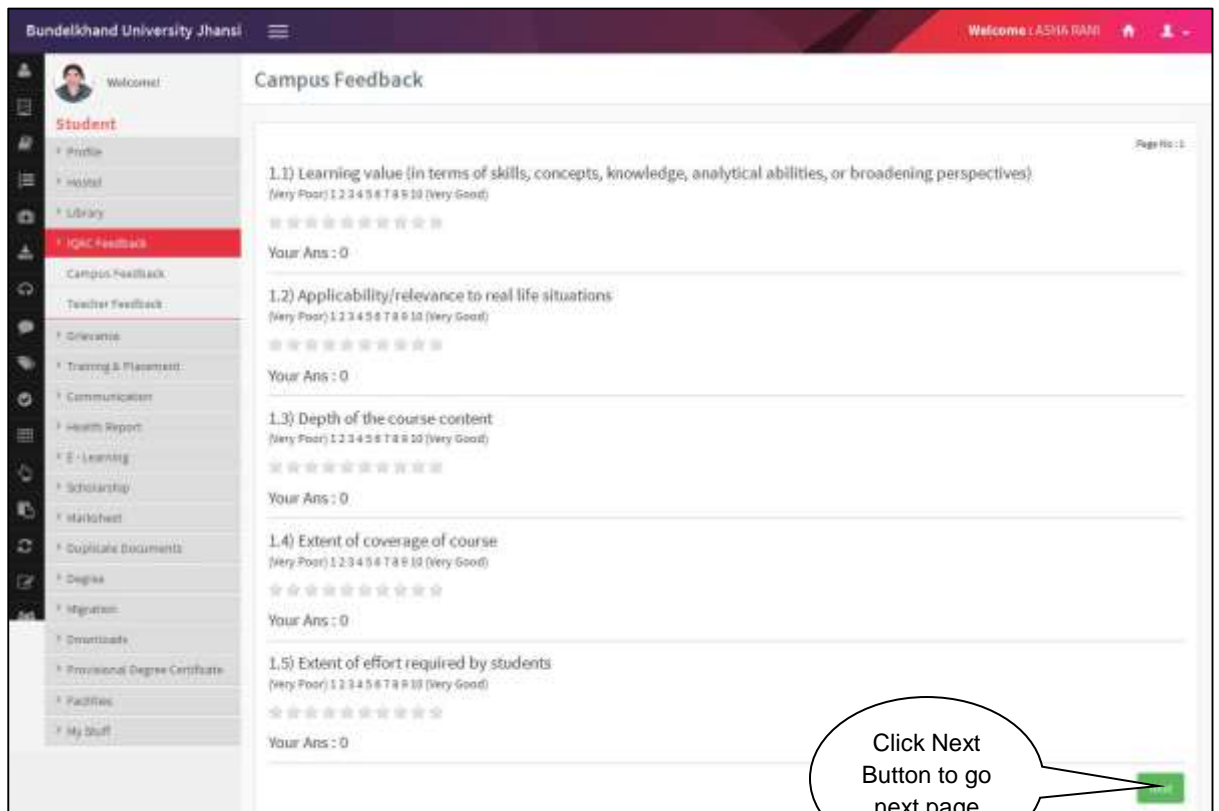 Bundelkhand University Jhansi
Welcome : ASHA RANI
Welcome!
Student
Profile
Hostel
Library
IQAC Feedback
Campus Feedback
Teacher Feedback
Grievance
Training & Placement
Communication
Health Report
E - Learning
Scholarship
Marksheet
Duplicate Documents
Degree
Migration
Downloads
Provisional Degree Certificate
Facilities
My Stuff
Campus Feedback
Page No : 1
1.1) Learning value (in terms of skills, concepts, knowledge, analytical abilities, or broadening perspectives)
(Very Poor) 1 2 3 4 5 6 7 8 9 10 (Very Good)
Your Ans : 0
1.2) Applicability/relevance to real life situations
(Very Poor) 1 2 3 4 5 6 7 8 9 10 (Very Good)
Your Ans : 0
1.3) Depth of the course content
(Very Poor) 1 2 3 4 5 6 7 8 9 10 (Very Good)
Your Ans : 0
1.4) Extent of coverage of course
(Very Poor) 1 2 3 4 5 6 7 8 9 10 (Very Good)
Your Ans : 0
1.5) Extent of effort required by students
(Very Poor) 1 2 3 4 5 6 7 8 9 10 (Very Good)
Your Ans : 0
Click Next
Button to go
next page
Next